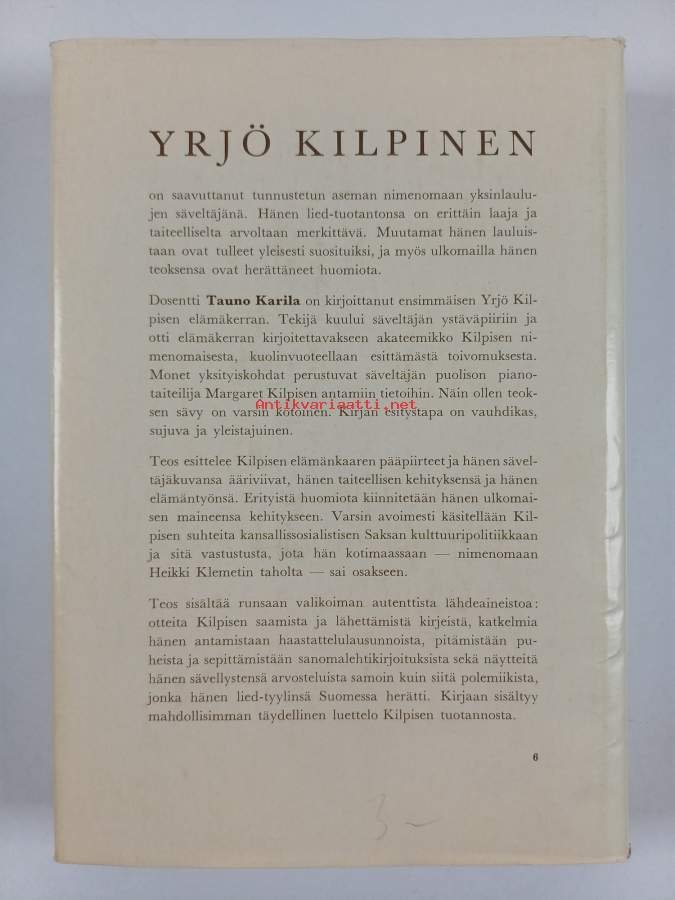 YRJÖ KILPINEN
on saavuttanut tunnustetun aseman nimenomaan yksinlaulu-
jen säveltäjänä. Hänen lied-tuotantonsa on erittäin laaja ja
taiteelliselta arvoltaan merkittävä. Muutamat hänen lauluis-
taan ovat tulleet yleisesti suosituiksi, ja myös ulkomailla hänen
teoksensa ovat herättäneet huomiota.
Dosentti Tauno Karila on kirjoittanut ensimmäisen Yrjö Kil-
pisen elämäkerran. Tekijä kuului säveltäjän ystäväpiiriin ja
otti elämäkerran kirjoitettavakseen akateemikko Kilpisen ni-
menomaisesta, kuolinvuoteellaan esittämästä toivomuksesta.
Monet yksityiskohdat perustuvat säveltäjän puolison piano-
taiteilija Margaret Kilpisen antamiin tietoihin. Näin ollen teok-
Antikvariaatti.net
sen sävy on varsin kotoinen. Kirjan esitystapa on vauhdikas,
sujuva ja yleistajuinen.
Teos esittelee Kilpisen elämänkaaren pääpiirteet ja hänen sävel-
täjäkuvansa ääriviivat, hänen taiteellisen kehityksensä ja hänen
elämäntyönsä. Erityistä huomiota kiinnitetään hänen ulkomai-
sen maineensa kehitykseen. Varsin avoimesti käsitellään Kil-
pisen suhteita kansallissosialistisen Saksan kulttuuripolitiikkaan
ja sitä vastustusta, jota hän kotimaassaan — nimenomaan
Heikki Klemetin taholta — sai osakseen.
Teos sisältää runsaan valikoiman autenttista lähdeaineistoa:
otteita Kilpisen saamista ja lähettämistä kirjeistä, katkelmia
hänen antamistaan haastattelulausunnoista, pitämistään pu-
heista ja sepittämistään sanomalehtikirjoituksista sekä näytteitä
hänen sävellystensä arvosteluista samoin kuin siitä polemiikista,
jonka hänen lied-tyylinsä Suomessa herätti. Kirjaan sisältyy
mahdollisimman täydellinen luettelo Kilpisen tuotannosta.
6
3–